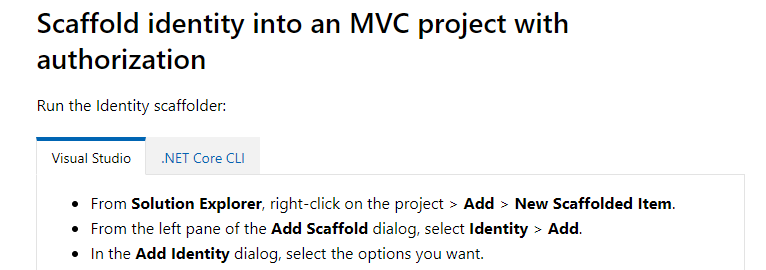 Scaffold identity into an MVC project with
authorization
Run the Identity scaffolder:
Visual Studio
.NET Core CLI
From Solution Explorer, right-click on the project > Add > New Scaffolded Item.
From the left pane of the Add Scaffold dialog, select Identity > Add.
In the Add Identity dialog, select the options you want.